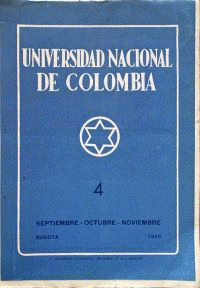 UNIVERSIDAD NACIONAL
DE COLOMBIA
4
SEPTIEMBRE - OCTUBRE - NOVIEMBRE
BOGOTA 1945